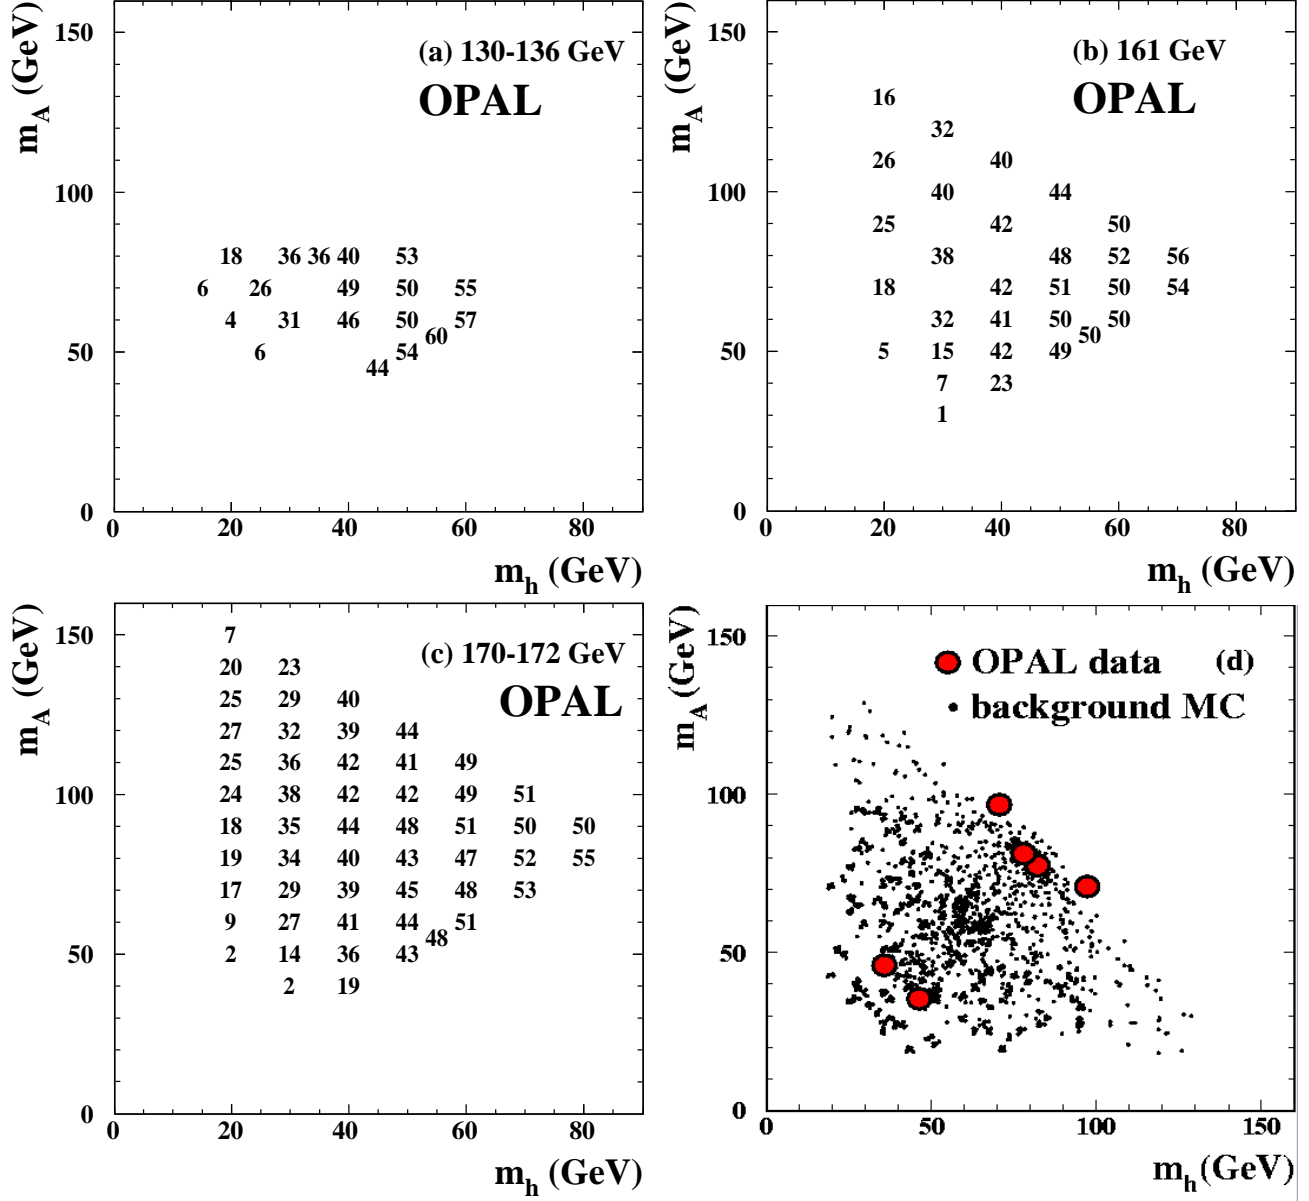 (a) 130-136 GeV
OPAL
m_A (GeV)
150
100
50
0
18 36 36 40 53
6 26 49 50 55
4 31 46 50 57
60
6 54
44
0 20 40 60 80
m_h (GeV)
(b) 161 GeV
OPAL
m_A (GeV)
150
100
50
0
16
32
26 40
40 44
25 42 50
38 48 52 56
18 42 51 50 54
32 41 50 50
50
5 15 42 49
7 23
1
0 20 40 60 80
m_h (GeV)
(c) 170-172 GeV
OPAL
m_A (GeV)
150
100
50
0
7
20 23
25 29 40
27 32 39 44
25 36 42 41 49
24 38 42 42 49 51
18 35 44 48 51 50 50
19 34 40 43 47 52 55
17 29 39 45 48 53
9 27 41 44 51
48
2 14 36 43
2 19
0 20 40 60 80
m_h (GeV)
OPAL data (d)
background MC
m_A (GeV)
150
100
50
0
0 50 100 150
m_h (GeV)